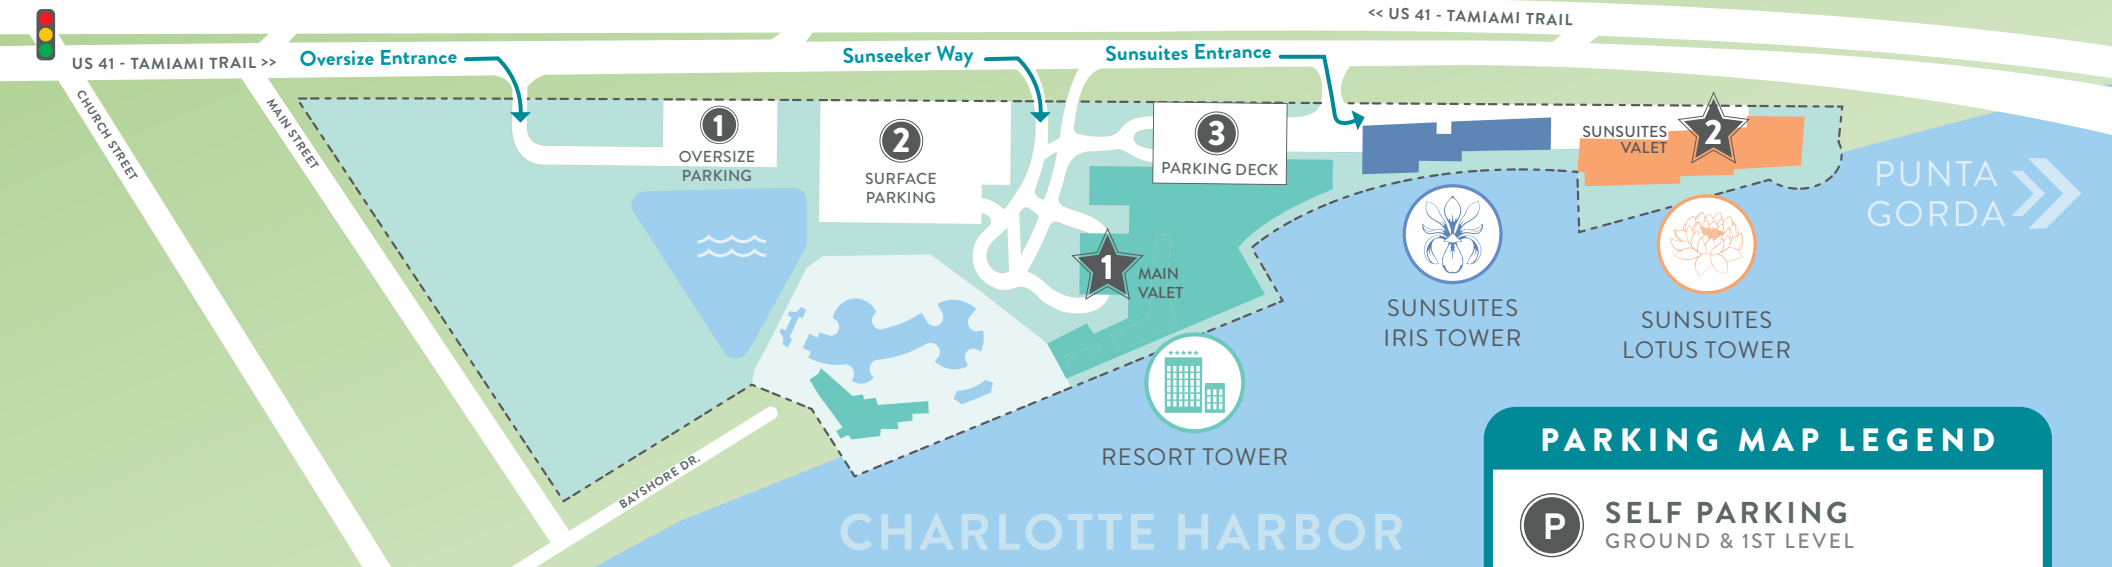 << US 41 - TAMIAMI TRAIL
US 41 - TAMIAMI TRAIL >>
Oversize Entrance
Sunseeker Way
Sunsuites Entrance
CHURCH STREET
MAIN STREET
1
OVERSIZE
PARKING
2
SURFACE
PARKING
3
PARKING DECK
SUNSUITES
VALET
2
PUNTA
GORDA
1
MAIN
VALET
SUNSUITES
IRIS TOWER
SUNSUITES
LOTUS TOWER
RESORT TOWER
BAYSHORE DR.
CHARLOTTE HARBOR
PARKING MAP LEGEND
P
SELF PARKING
GROUND & 1ST LEVEL